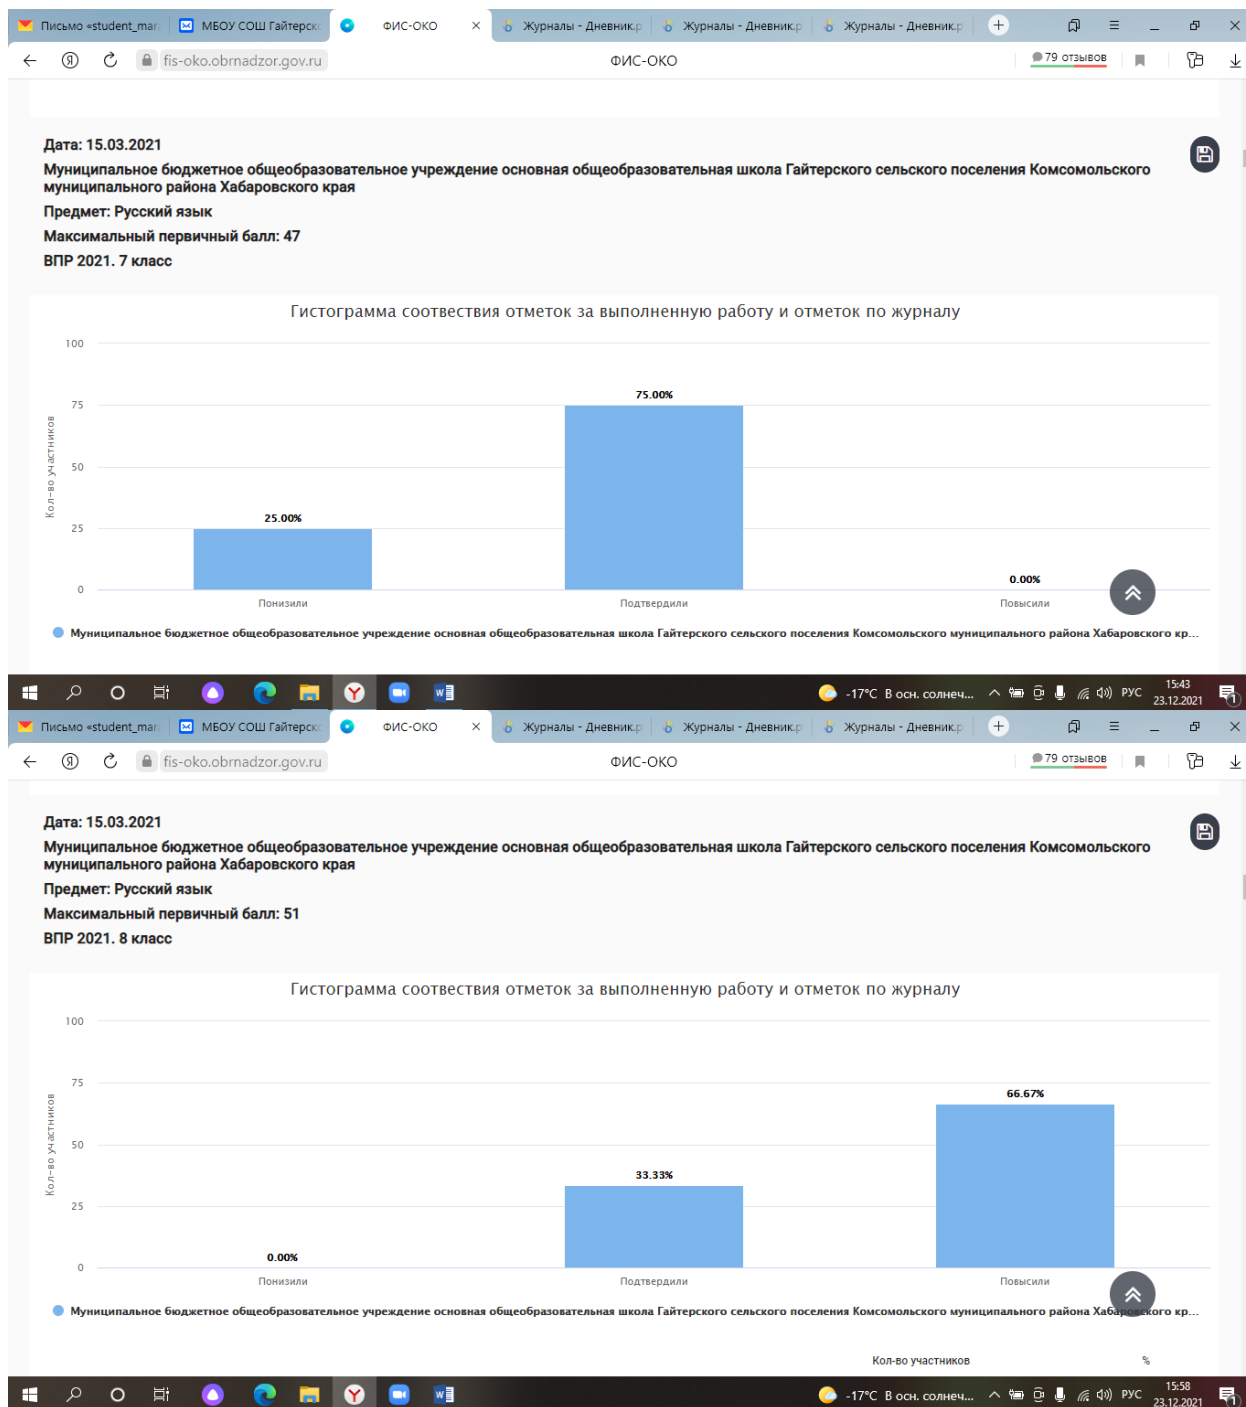 Письмо «student_mar
МБОУ СОШ Гайтерско
ФИС-ОКО
Журналы - Дневник.р
Журналы - Дневник.р
Журналы - Дневник.р
fis-oko.obrnadzor.gov.ru
ФИС-ОКО
79 отзывов
Дата: 15.03.2021
Муниципальное бюджетное общеобразовательное учреждение основная общеобразовательная школа Гайтерского сельского поселения Комсомольского
муниципального района Хабаровского края
Предмет: Русский язык
Максимальный первичный балл: 47
ВПР 2021. 7 класс
Гистограмма соотвествия отметок за выполненную работу и отметок по журналу
Кол-во участников
100
75
50
25
0
25.00%
75.00%
0.00%
Понизили
Подтвердили
Повысили
Муниципальное бюджетное общеобразовательное учреждение основная общеобразовательная школа Гайтерского сельского поселения Комсомольского муниципального района Хабаровского кр...
-17°C В осн. солнеч...
РУС
15:43
23.12.2021
1
Письмо «student_mar
МБОУ СОШ Гайтерско
ФИС-ОКО
Журналы - Дневник.р
Журналы - Дневник.р
Журналы - Дневник.р
fis-oko.obrnadzor.gov.ru
ФИС-ОКО
79 отзывов
Дата: 15.03.2021
Муниципальное бюджетное общеобразовательное учреждение основная общеобразовательная школа Гайтерского сельского поселения Комсомольского
муниципального района Хабаровского края
Предмет: Русский язык
Максимальный первичный балл: 51
ВПР 2021. 8 класс
Гистограмма соотвествия отметок за выполненную работу и отметок по журналу
Кол-во участников
100
75
50
25
0
0.00%
33.33%
66.67%
Понизили
Подтвердили
Повысили
Муниципальное бюджетное общеобразовательное учреждение основная общеобразовательная школа Гайтерского сельского поселения Комсомольского муниципального района Хабаровского кр...
Кол-во участников
%
-17°C В осн. солнеч...
РУС
15:58
23.12.2021
1